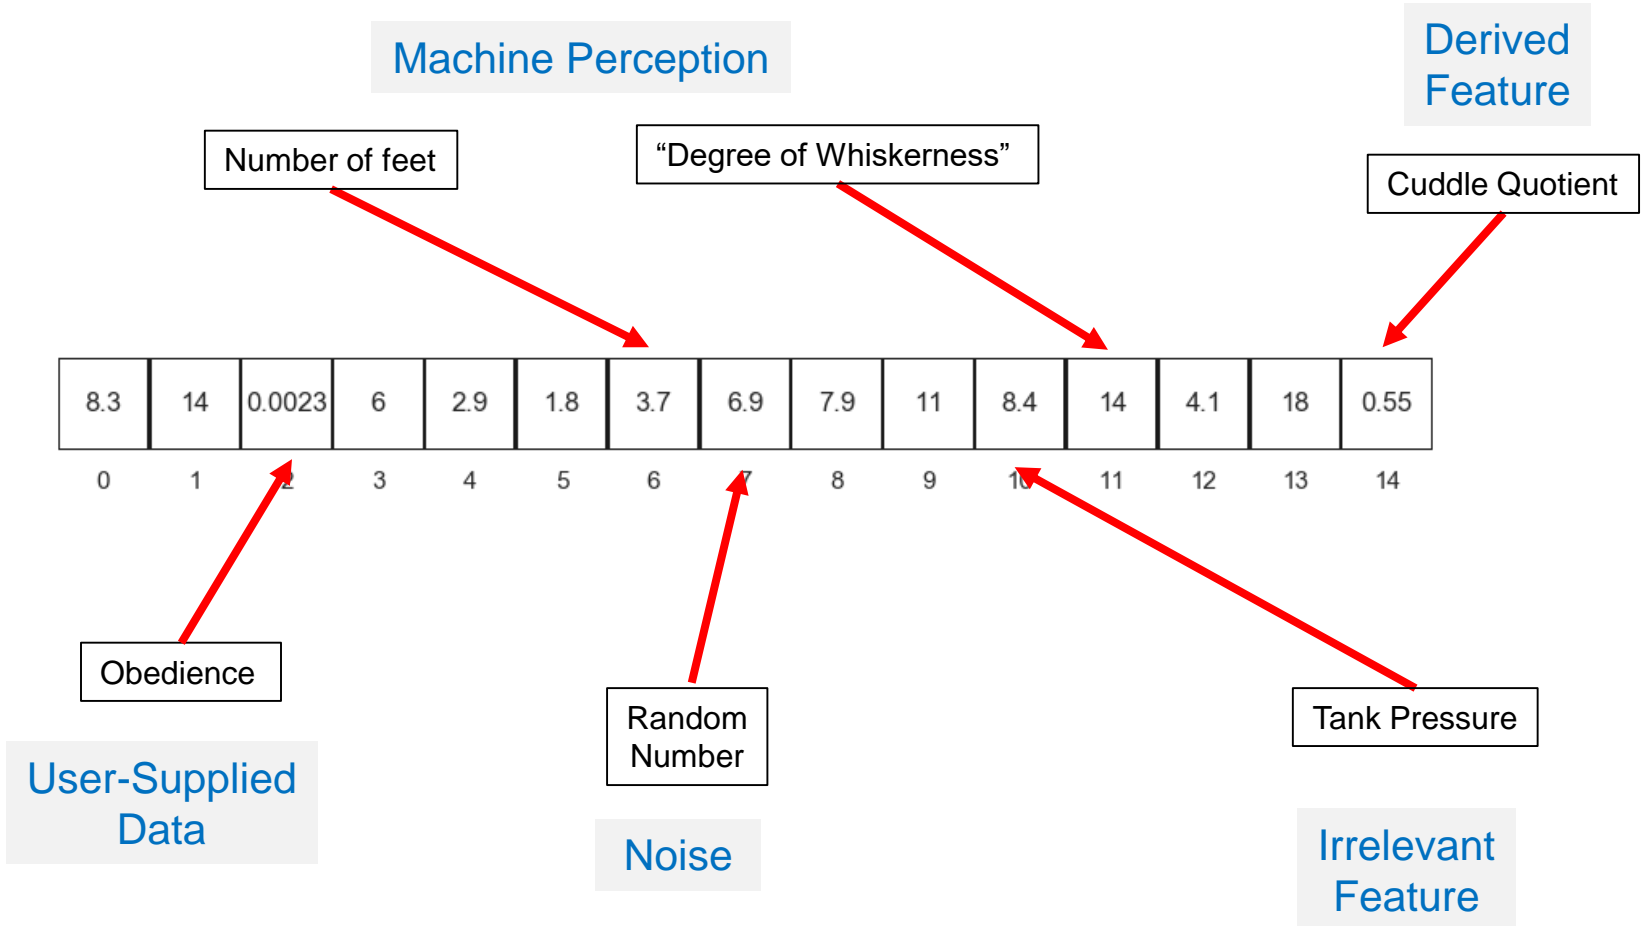 Machine Perception
Derived
Feature
Number of feet
“Degree of Whiskerness”
Cuddle Quotient
8.3 14 0.0023 6 2.9 1.8 3.7 6.9 7.9 11 8.4 14 4.1 18 0.55
0 1 2 3 4 5 6 7 8 9 10 11 12 13 14
Obedience
Random
Number
Tank Pressure
User-Supplied
Data
Noise
Irrelevant
Feature